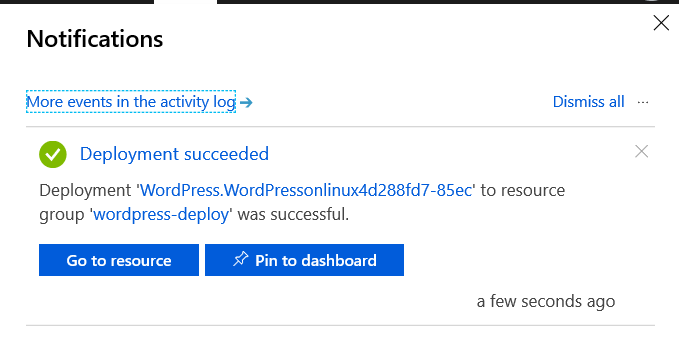 Notifications
More events in the activity log → Dismiss all ...
Deployment succeeded
Deployment 'WordPress.WordPressonlinux4d288fd7-85ec' to resource
group 'wordpress-deploy' was successful.
Go to resource Pin to dashboard
a few seconds ago